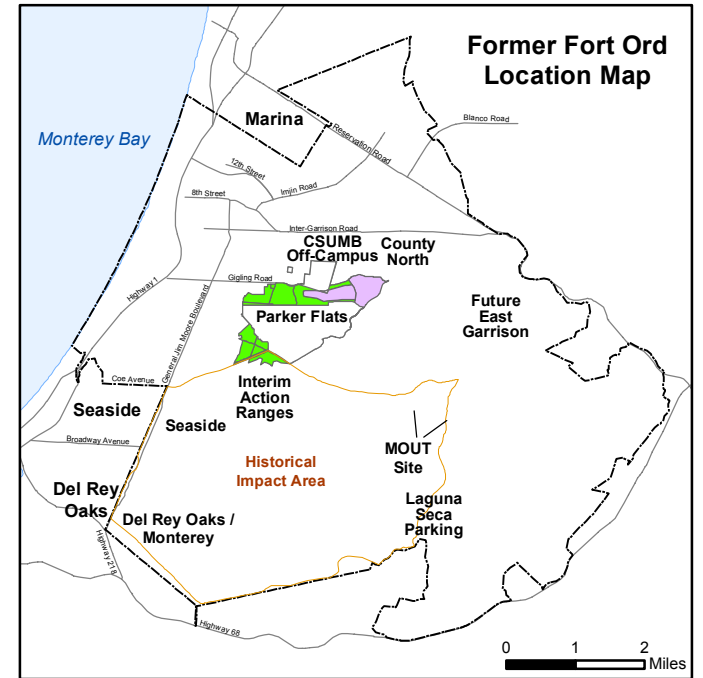 Former Fort Ord
Location Map
Monterey Bay
Marina
Blanco Road
Reservation Road
12th Street
Imjin Road
8th Street
Inter-Garrison Road
CSUMB
Off-Campus
County
North
Gigling Road
Highway 1
General Jim Moore Boulevard
Parker Flats
Future
East
Garrison
Coe Avenue
Interim
Action
Ranges
Seaside
Seaside
Broadway Avenue
MOUT
Site
Historical
Impact Area
Del Rey
Oaks
Del Rey Oaks /
Monterey
Laguna
Seca
Parking
Highway 218
Highway 68
0 1 2
Miles